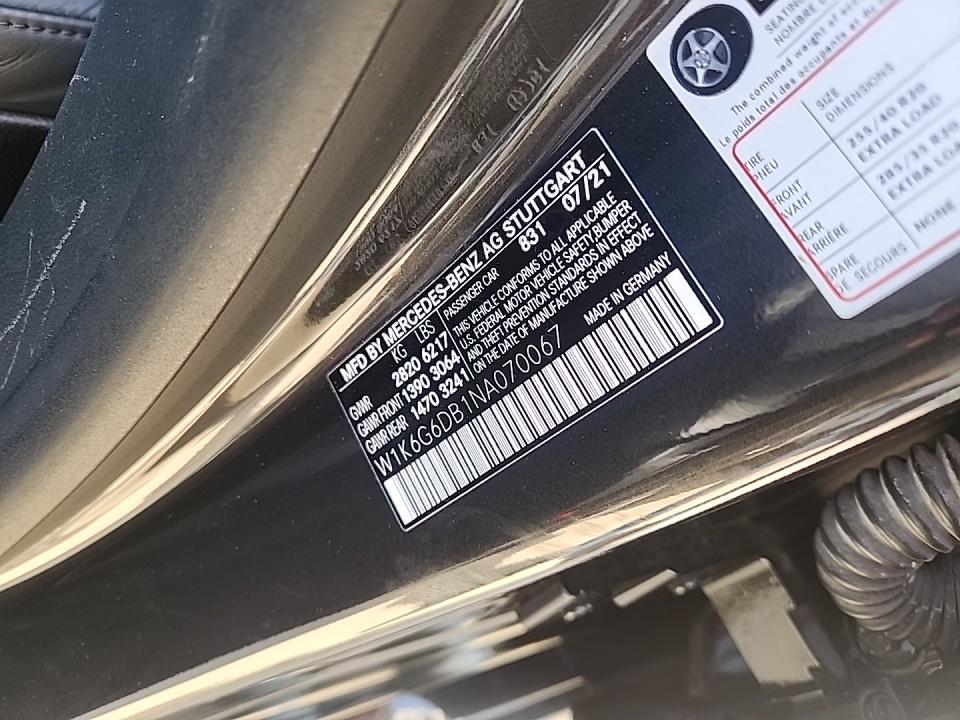 MFD BY MERCEDES-BENZ AG STUTTGART
KG LBS PASSENGER CAR 831 07/21
GVWR 2820 6217
GAWR FRONT 1390 3064
GAWR REAR 1470 3241
THIS VEHICLE CONFORMS TO ALL APPLICABLE
U.S. FEDERAL MOTOR VEHICLE SAFETY BUMPER
AND THEFT PREVENTION STANDARDS IN EFFECT
ON THE DATE OF MANUFACTURE SHOWN ABOVE
W1K6G6DB1NA070067 MADE IN GERMANY
SEATING
NOMBRE
The combined weight of
Le poids total des occupants et du
TIRE SIZE
PNEU DIMENSIONS
FRONT 255/40 R20
AVANT EXTRA LOAD
REAR 285/35 R20
ARRIÈRE EXTRA
SPARE NONE
DE SECOURS